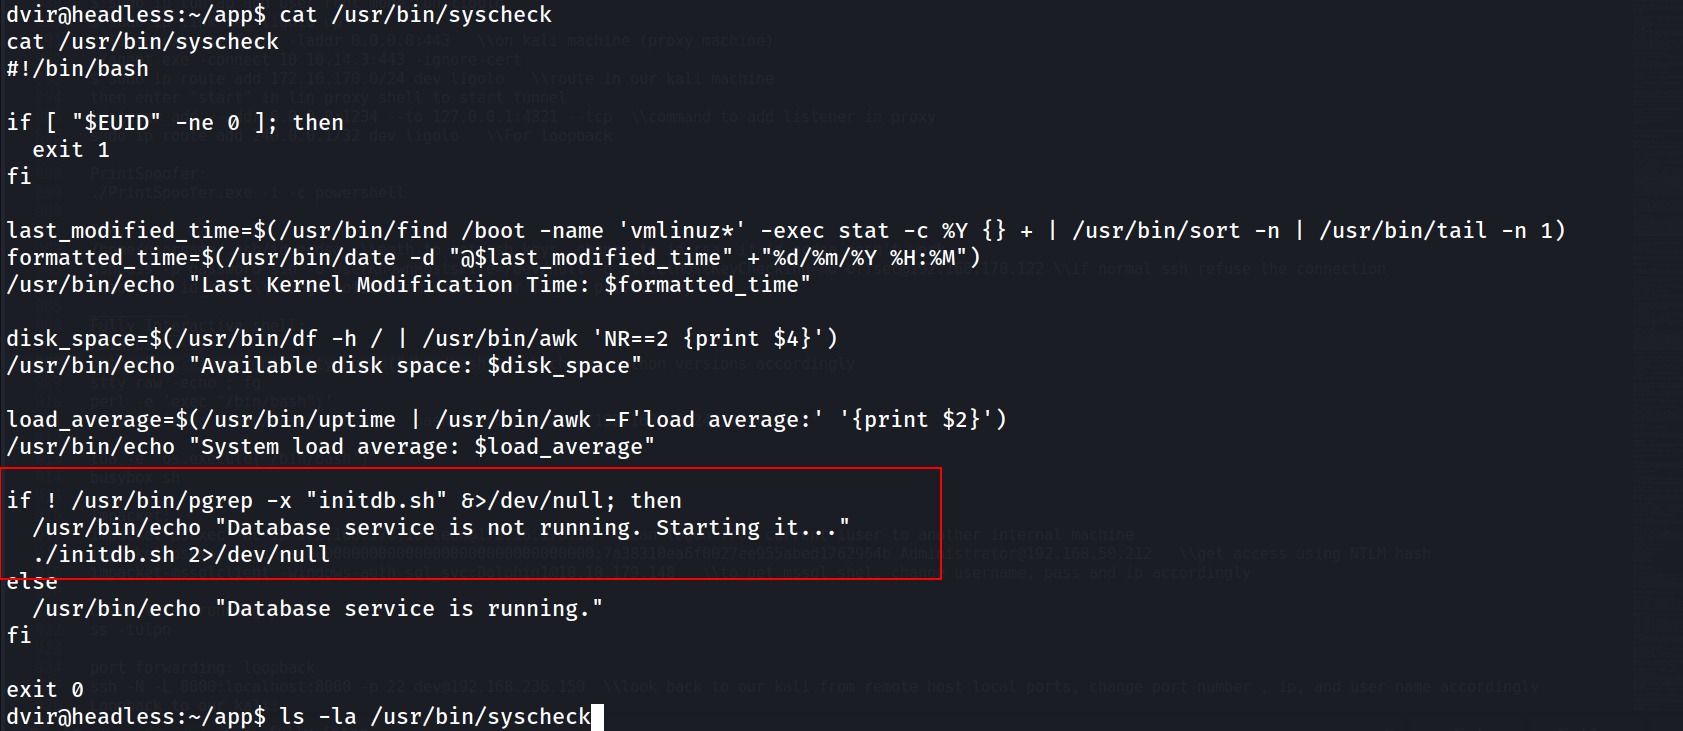 dvir@headless:~/app$ cat /usr/bin/syscheck
cat /usr/bin/syscheck
#!/bin/bash
if [ "$EUID" -ne 0 ]; then
  exit 1
fi
last_modified_time=$(/usr/bin/find /boot -name 'vmlinuz*' -exec stat -c %Y {} + | /usr/bin/sort -n | /usr/bin/tail -n 1)
formatted_time=$(/usr/bin/date -d "@$last_modified_time" +"%d/%m/%Y %H:%M")
/usr/bin/echo "Last Kernel Modification Time: $formatted_time"
disk_space=$(/usr/bin/df -h / | /usr/bin/awk 'NR==2 {print $4}')
/usr/bin/echo "Available disk space: $disk_space"
load_average=$(/usr/bin/uptime | /usr/bin/awk -F'load average:' '{print $2}')
/usr/bin/echo "System load average: $load_average"
if ! /usr/bin/pgrep -x "initdb.sh" &>/dev/null; then
  /usr/bin/echo "Database service is not running. Starting it..."
  ./initdb.sh 2>/dev/null
else
  /usr/bin/echo "Database service is running."
fi
exit 0
dvir@headless:~/app$ ls -la /usr/bin/syscheck